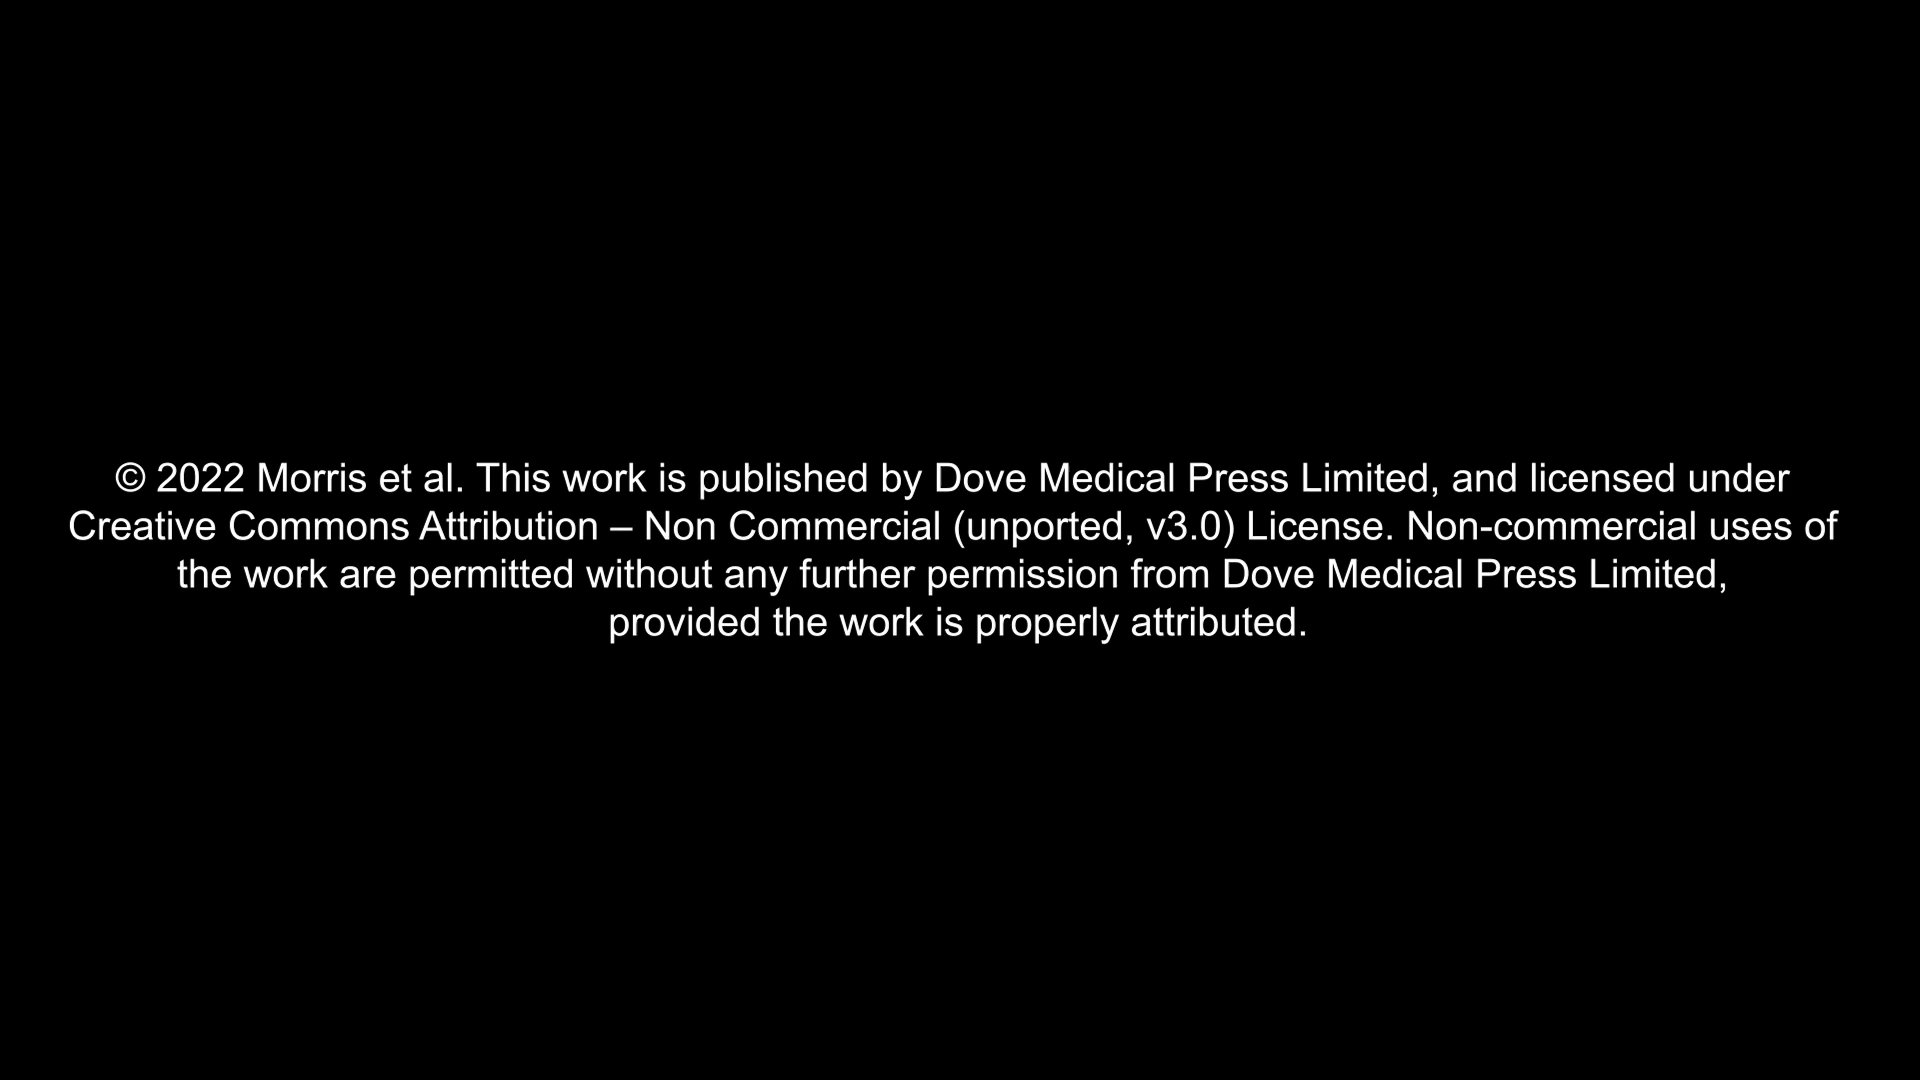 © 2022 Morris et al. This work is published by Dove Medical Press Limited, and licensed under
Creative Commons Attribution – Non Commercial (unported, v3.0) License. Non-commercial uses of
the work are permitted without any further permission from Dove Medical Press Limited,
provided the work is properly attributed.